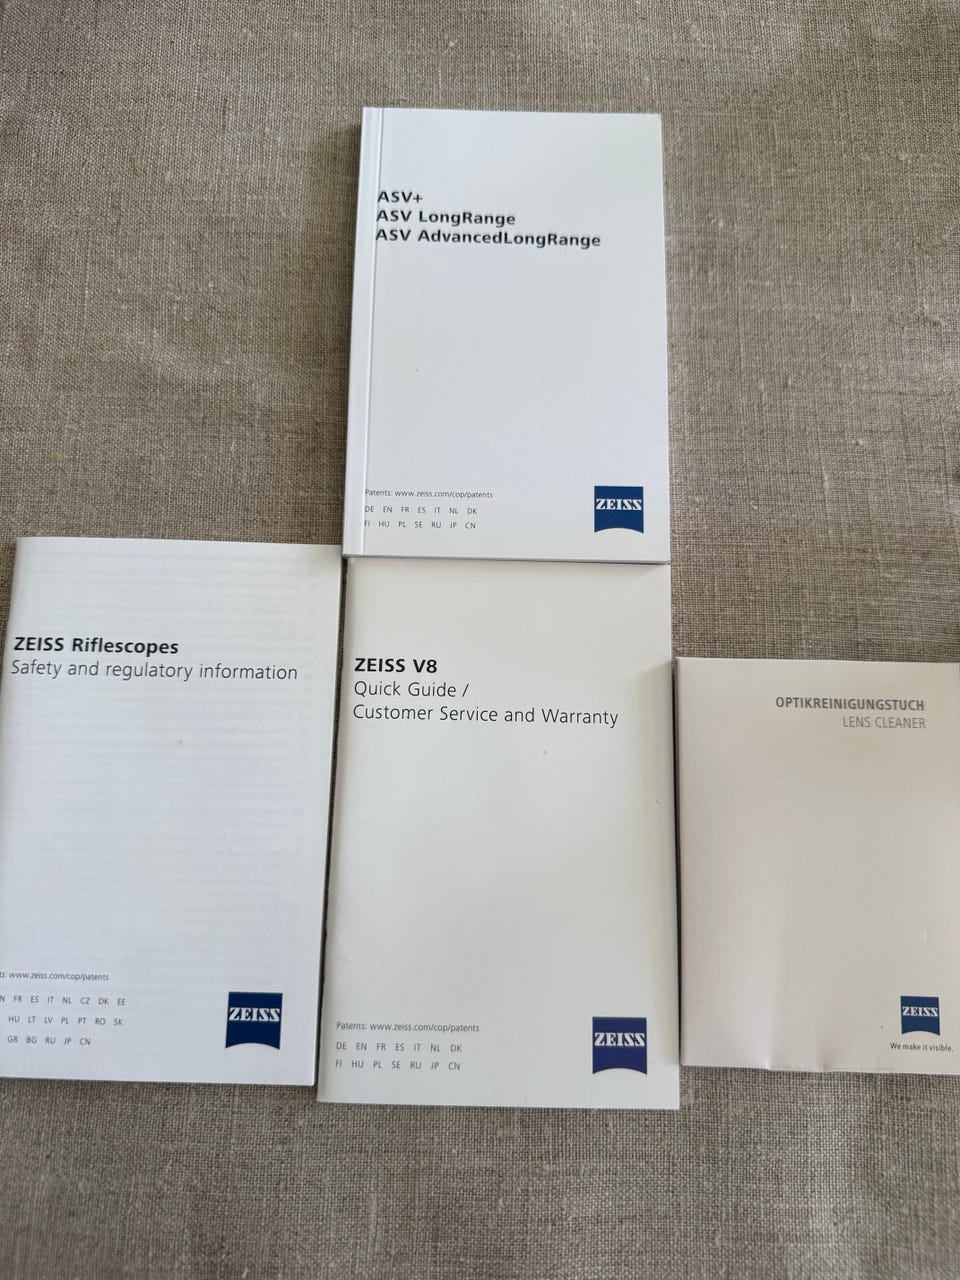 ASV+
ASV LongRange
ASV AdvancedLongRange
Patents: www.zeiss.com/cop/patents
DE EN FR ES IT NL DK
FI HU PL SE RU JP CN
ZEISS
ZEISS Riflescopes
Safety and regulatory information
www.zeiss.com/cop/patents
FR ES IT NL CZ DK EE
HU LT LV PL PT RO SK
GR BG RU JP CN
ZEISS
ZEISS V8
Quick Guide /
Customer Service and Warranty
Patents: www.zeiss.com/cop/patents
DE EN FR ES IT NL DK
FI HU PL SE RU JP CN
ZEISS
OPTIKREINIGUNGSTUCH
LENS CLEANER
ZEISS
We make it visible.